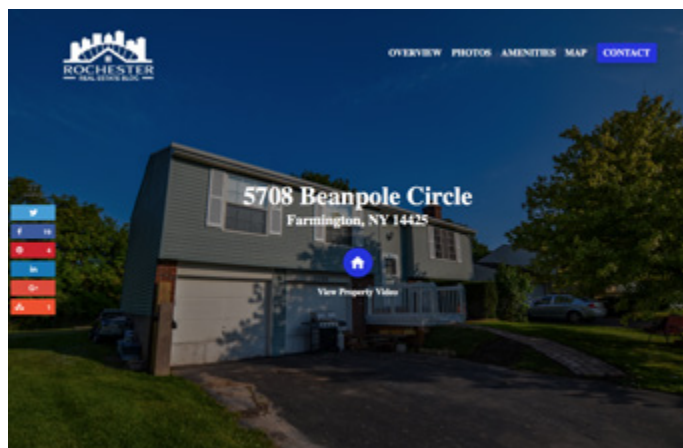 ROCHESTER
REAL ESTATE BLOG
OVERVIEW PHOTOS AMENITIES MAP CONTACT
5708 Beanpole Circle
Farmington, NY 14425
View Property Video